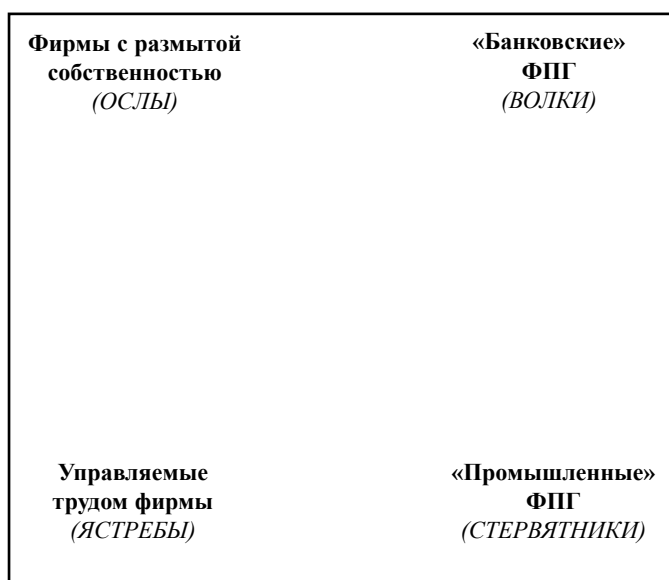 Фирмы с размытой
собственностью
(ОСЛЫ)
«Банковские»
ФПГ
(ВОЛКИ)
Управляемые
трудом фирмы
(ЯСТРЕБЫ)
«Промышленные»
ФПГ
(СТЕРВЯТНИКИ)